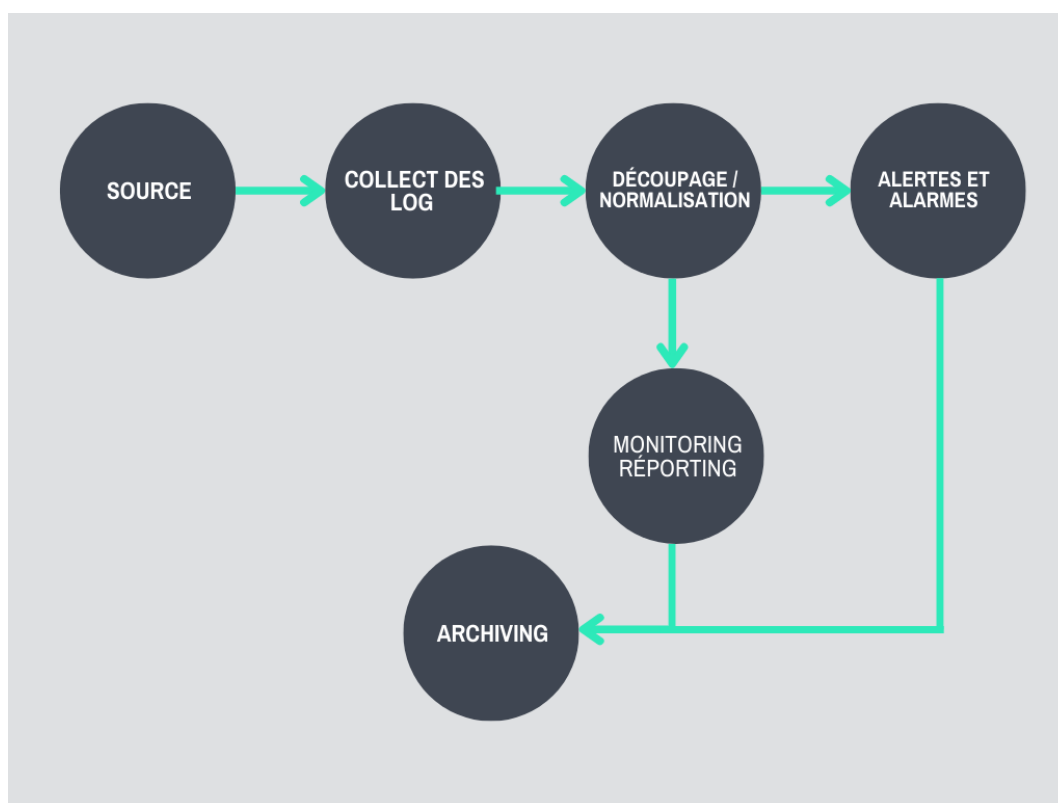 SOURCE
COLLECT DES
LOG
DÉCOUPAGE /
NORMALISATION
ALERTES ET
ALARMES
MONITORING
RÉPORTING
ARCHIVING